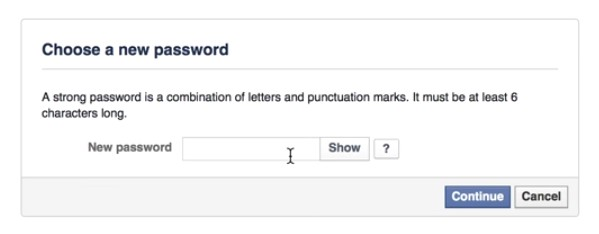 Choose a new password
A strong password is a combination of letters and punctuation marks. It must be at least 6
characters long.
New password Show ?
Continue Cancel